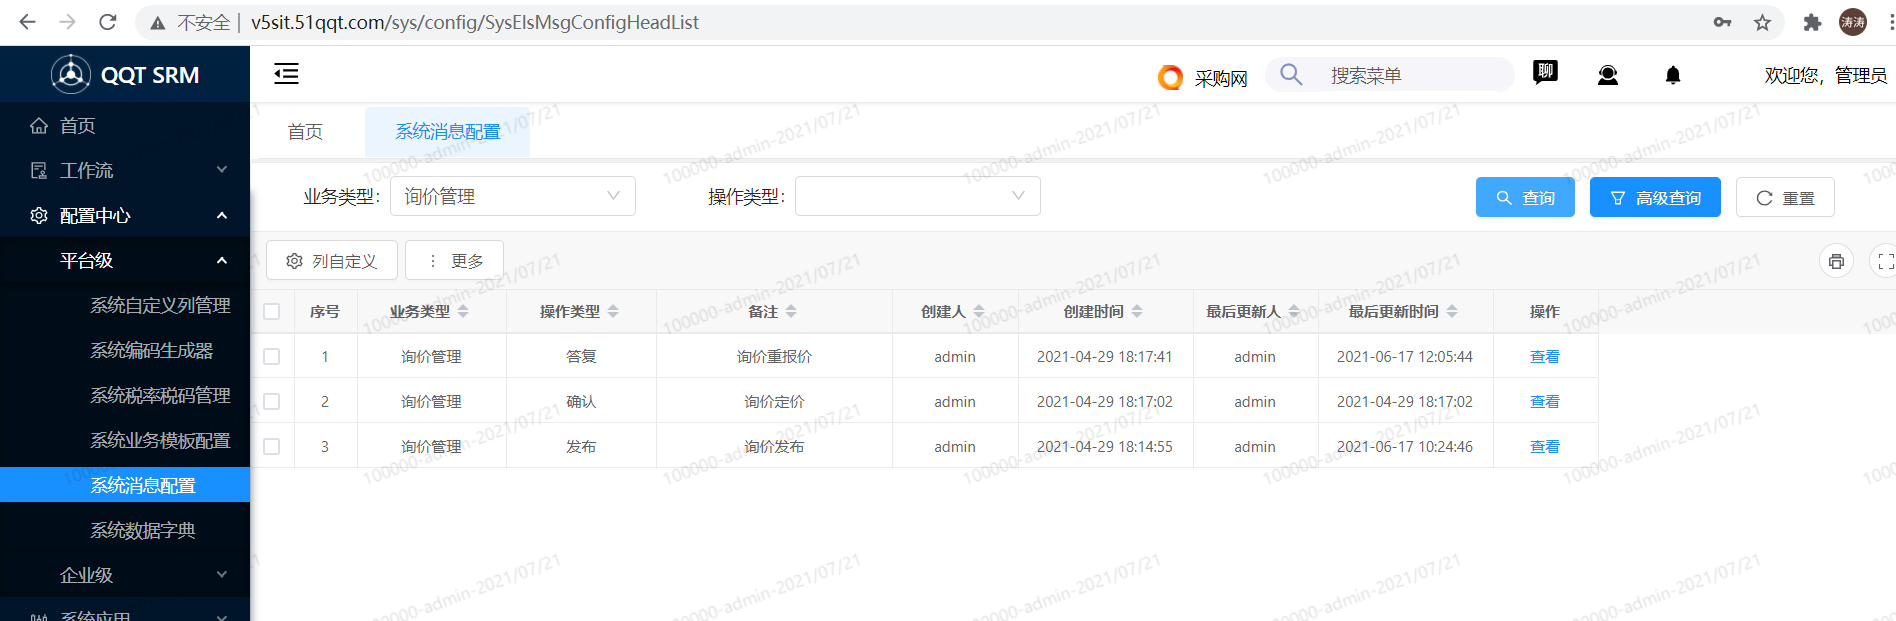 不安全 | v5sit.51qqt.com/sys/config/SysElsMsgConfigHeadList
涛涛
QQT SRM
采购网
搜索菜单
聊
欢迎您，管理员
首页
工作流
配置中心
平台级
系统自定义列管理
系统编码生成器
系统税率税码管理
系统业务模板配置
系统消息配置
系统数据字典
企业级
系统应用
首页 系统消息配置
业务类型: 询价管理 操作类型: 查询 高级查询 重置
列自定义 更多
序号 业务类型 操作类型 备注 创建人 创建时间 最后更新人 最后更新时间 操作
1 询价管理 答复 询价重报价 admin 2021-04-29 18:17:41 admin 2021-06-17 12:05:44 查看
2 询价管理 确认 询价定价 admin 2021-04-29 18:17:02 admin 2021-04-29 18:17:02 查看
3 询价管理 发布 询价发布 admin 2021-04-29 18:14:55 admin 2021-06-17 10:24:46 查看
100000-admin-2021/07/21